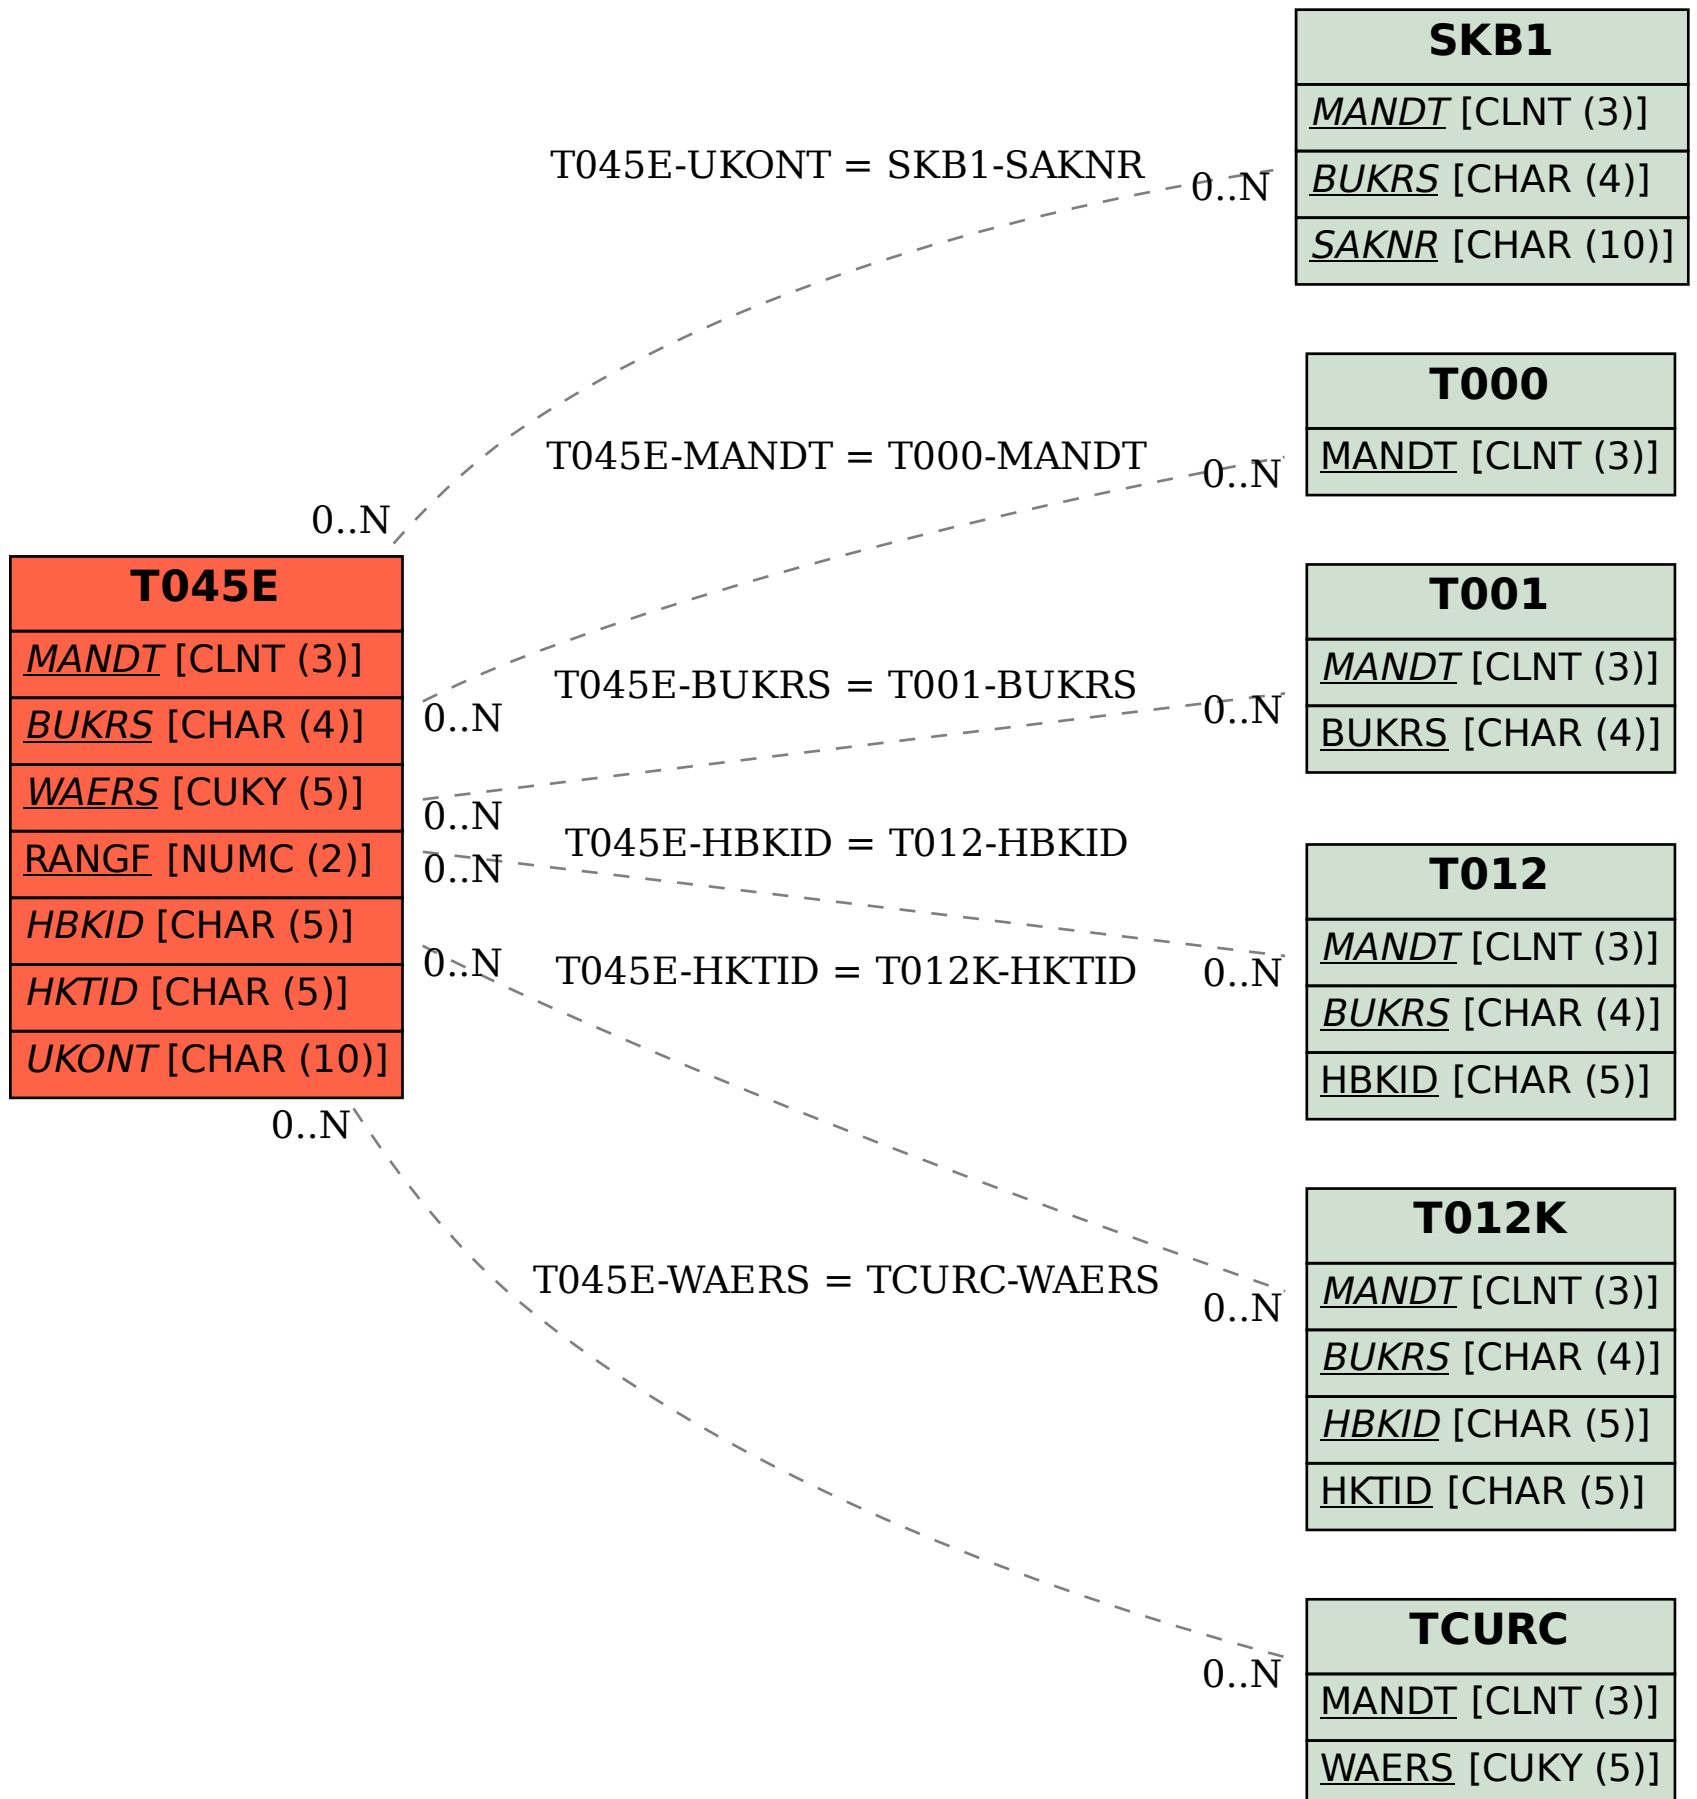 SKB1
MANDT [CLNT (3)]
BUKRS [CHAR (4)]
SAKNR [CHAR (10)]
T045E-UKONT = SKB1-SAKNR
0..N
0..N
T000
MANDT [CLNT (3)]
T045E-MANDT = T000-MANDT
0..N
0..N
T045E
MANDT [CLNT (3)]
BUKRS [CHAR (4)]
WAERS [CUKY (5)]
RANGF [NUMC (2)]
HBKID [CHAR (5)]
HKTID [CHAR (5)]
UKONT [CHAR (10)]
T001
MANDT [CLNT (3)]
BUKRS [CHAR (4)]
T045E-BUKRS = T001-BUKRS
0..N
0..N
T045E-HBKID = T012-HBKID
0..N
0..N
T012
MANDT [CLNT (3)]
BUKRS [CHAR (4)]
HBKID [CHAR (5)]
T045E-HKTID = T012K-HKTID
0..N
0..N
T012K
MANDT [CLNT (3)]
BUKRS [CHAR (4)]
HBKID [CHAR (5)]
HKTID [CHAR (5)]
T045E-WAERS = TCURC-WAERS
0..N
0..N
TCURC
MANDT [CLNT (3)]
WAERS [CUKY (5)]